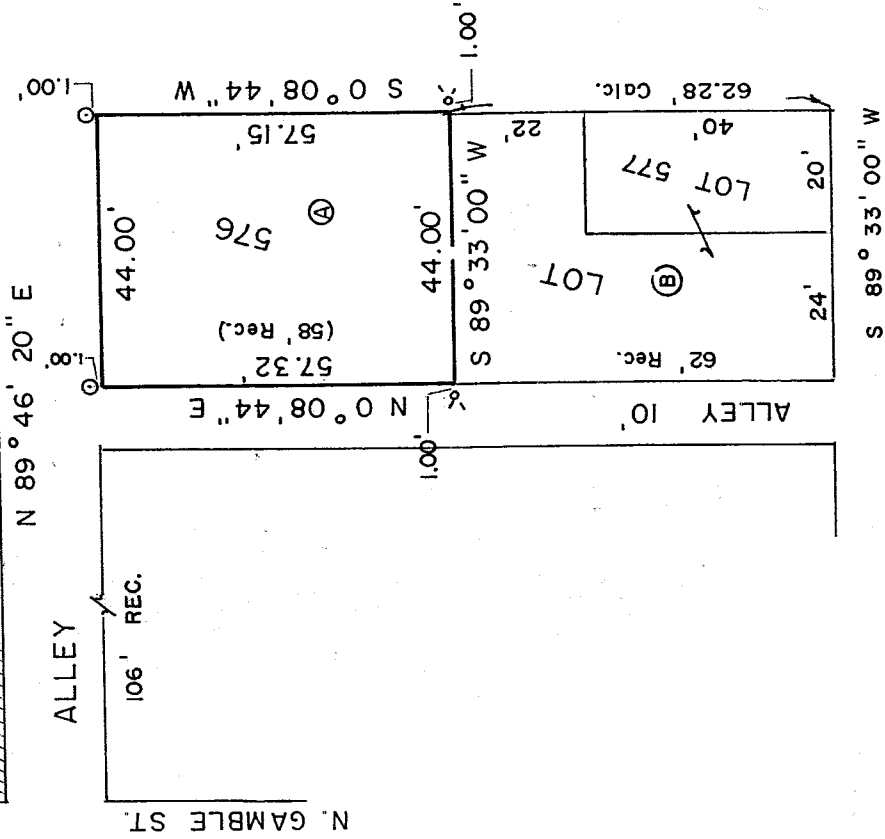 N 89° 46' 20" E
ALLEY
106' REC.
N. GAMBLE ST.
1.00'
1.00'
44.00'
S 0° 08' 44" W
57.15'
576
A
(58' Rec.)
57.32'
N 0° 08' 44" E
44.00'
S 89° 33' 00" W
1.00'
1.00'
22'
62.28' Calc.
40'
LOT 577
20'
LOT
B
24'
62' Rec.
ALLEY 10'
S 89° 33' 00" W